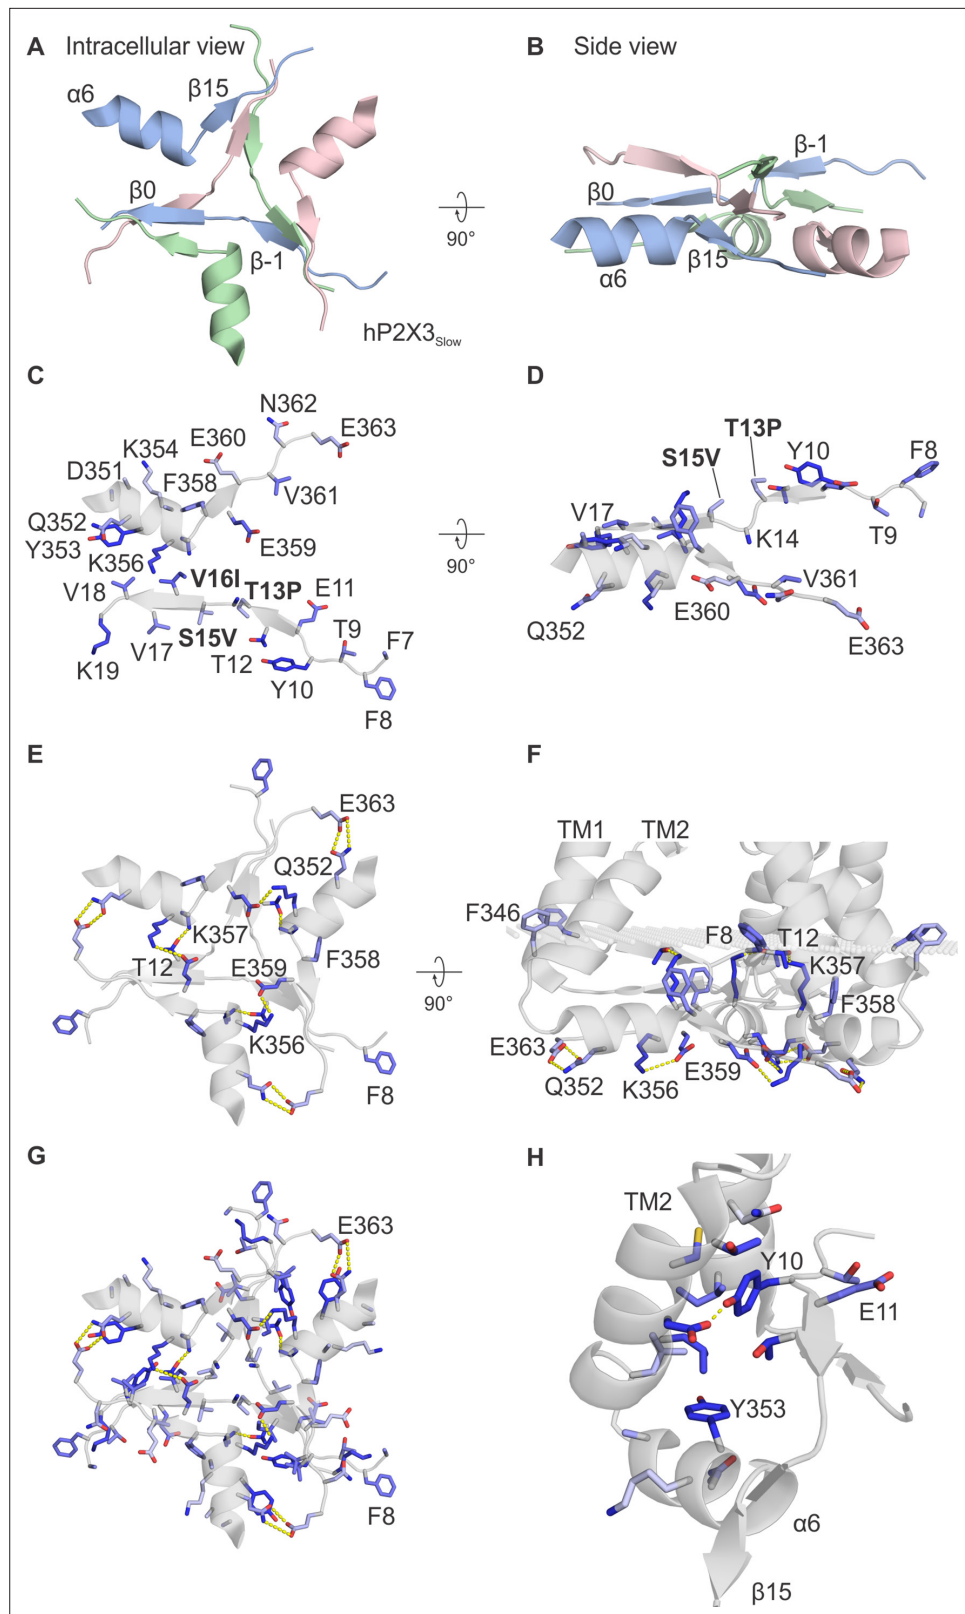 A Intracellular view
α6
β15
β0
β-1
hP2X3Slow
90°
B Side view
β-1
β0
α6
β15
C
N362
E363
E360
K354
D351
F358
V361
Q352
Y353
E359
K356
V18
V16I
T13P
E11
K19
V17
S15V
T12
Y10
T9
F7
F8
90°
D
T13P
S15V
Y10
F8
V17
K14
T9
V361
E360
Q352
E363
E
E363
Q352
K357
F358
T12
E359
K356
F8
90°
F
TM1
TM2
F346
F8
T12
K357
F358
E363
Q352
K356
E359
G
E363
F8
H
TM2
Y10
E11
Y353
α6
β15